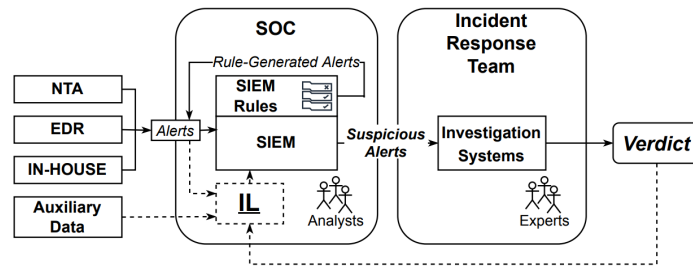 SOC
Incident
Response
Team
Rule-Generated Alerts
NTA
EDR
IN-HOUSE
Auxiliary
Data
Alerts
SIEM
Rules
SIEM
IL
Analysts
Suspicious
Alerts
Investigation
Systems
Experts
Verdict